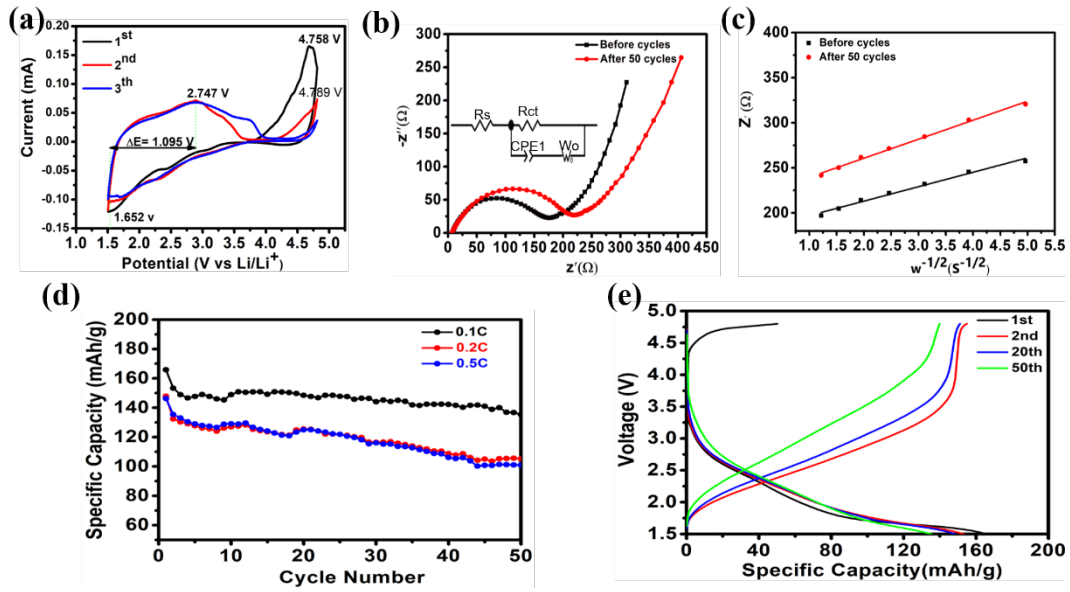 (a)
0.20
0.15
0.10
0.05
0.00
-0.05
-0.10
-0.15
Current (mA)
1st
2nd
3th
4.758 V
4.789 V
2.747 V
ΔE= 1.095 V
1.652 v
1.0 1.5 2.0 2.5 3.0 3.5 4.0 4.5 5.0
Potential (V vs Li/Li+)
(b)
300
250
200
150
100
50
0
-z''(Ω)
Before cycles
After 50 cycles
Rs
Rct
CPE1
Wo
W₀
0 50 100 150 200 250 300 350 400 450
z'(Ω)
(c)
400
350
300
250
200
Z' (Ω)
Before cycles
After 50 cycles
1.0 1.5 2.0 2.5 3.0 3.5 4.0 4.5 5.0 5.5
w-1/2(S-1/2)
(d)
200
180
160
140
120
100
80
60
Specific Capacity (mAh/g)
0.1C
0.2C
0.5C
0 10 20 30 40 50
Cycle Number
(e)
5.0
4.5
4.0
3.5
3.0
2.5
2.0
1.5
Voltage (V)
1st
2nd
20th
50th
0 40 80 120 160 200
Specific Capacity(mAh/g)